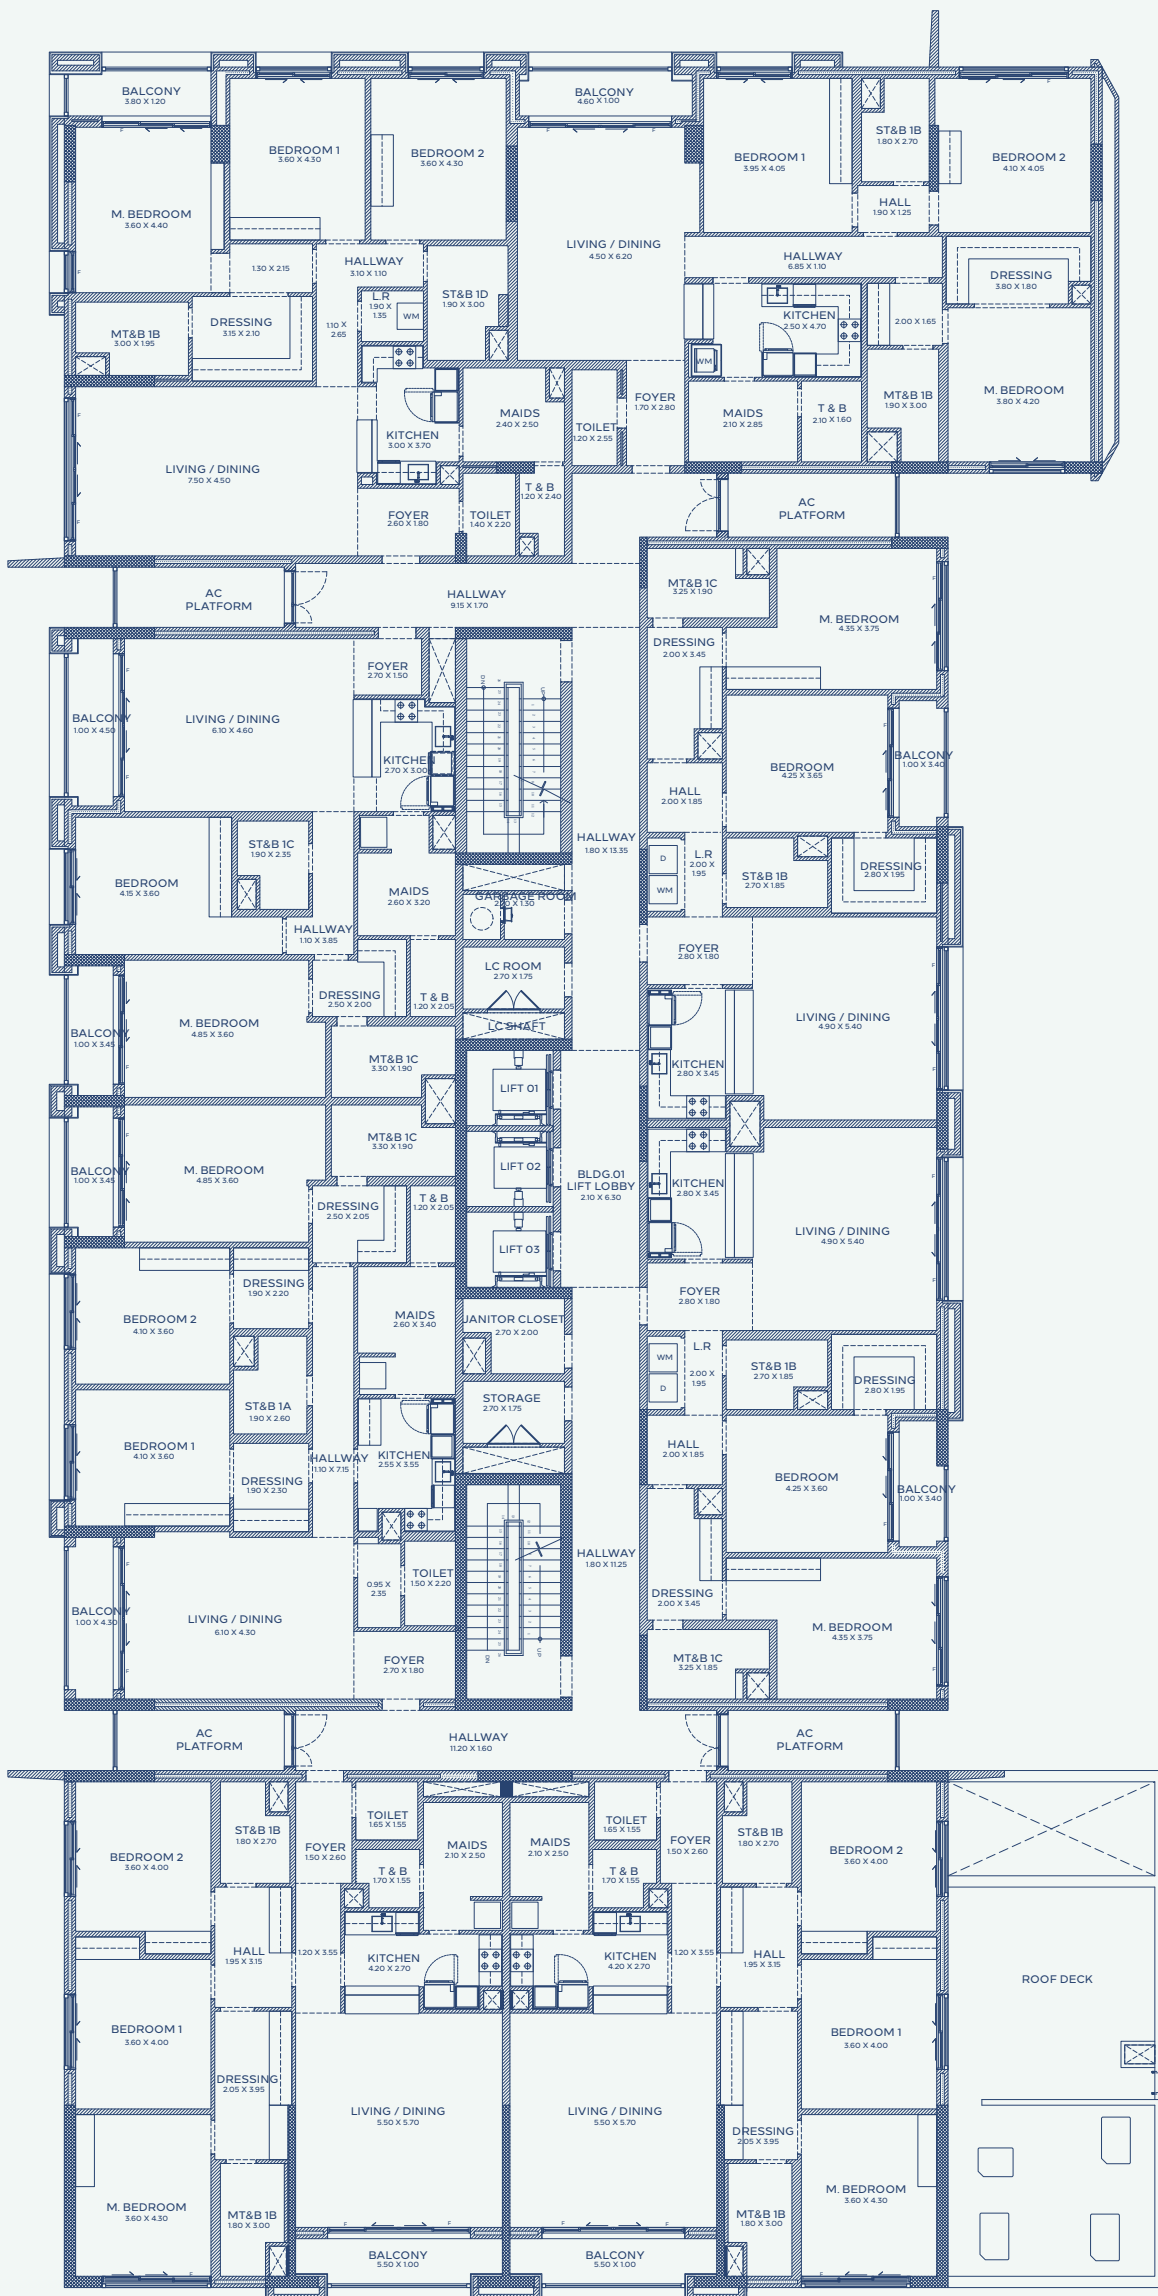 BALCONY
3.80 X 1.20
BEDROOM 1
3.60 X 4.30
BEDROOM 2
3.60 X 4.30
BALCONY
4.60 X 1.00
BEDROOM 1
3.95 X 4.05
ST&B 1B
1.80 X 2.70
BEDROOM 2
4.10 X 4.05
M. BEDROOM
3.60 X 4.40
HALL
1.90 X 1.25
LIVING / DINING
4.50 X 6.20
HALLWAY
6.85 X 1.10
1.30 X 2.15
HALLWAY
3.10 X 1.10
DRESSING
3.80 X 1.80
L.R
1.90 X
1.35
WM
ST&B 1D
1.90 X 3.00
MT&B 1B
3.00 X 1.95
DRESSING
3.15 X 2.10
1.10 X
2.65
KITCHEN
2.50 X 4.70
2.00 X 1.65
WM
MAIDS
2.40 X 2.50
FOYER
1.70 X 2.80
MAIDS
2.10 X 2.85
T & B
2.10 X 1.60
MT&B 1B
1.90 X 3.00
M. BEDROOM
3.80 X 4.20
TOILET
1.20 X 2.55
KITCHEN
3.00 X 3.70
LIVING / DINING
7.50 X 4.50
T & B
1.20 X 2.40
FOYER
2.60 X 1.80
TOILET
1.40 X 2.20
AC
PLATFORM
AC
PLATFORM
HALLWAY
9.15 X 1.70
MT&B 1C
3.25 X 1.90
M. BEDROOM
4.35 X 3.75
DRESSING
2.00 X 3.45
FOYER
2.70 X 1.50
DN
UP
BALCONY
1.00 X 4.50
LIVING / DINING
6.10 X 4.60
KITCHEN
2.70 X 3.00
BEDROOM
4.25 X 3.65
BALCONY
1.00 X 3.40
HALL
2.00 X 1.85
HALLWAY
1.80 X 13.35
ST&B 1C
1.90 X 2.35
D
WM
L.R
2.00 X
1.95
ST&B 1B
2.70 X 1.85
DRESSING
2.80 X 1.95
BEDROOM
4.15 X 3.60
MAIDS
2.60 X 3.20
GARBAGE ROOM
2.70 X 1.30
HALLWAY
1.10 X 3.85
FOYER
2.80 X 1.80
LC ROOM
2.70 X 1.75
DRESSING
2.50 X 2.00
T & B
1.20 X 2.05
LIVING / DINING
4.90 X 5.40
LC SHAFT
BALCONY
1.00 X 3.45
M. BEDROOM
4.85 X 3.60
MT&B 1C
3.30 X 1.90
KITCHEN
2.80 X 3.45
LIFT 01
MT&B 1C
3.30 X 1.90
LIFT 02
BLDG.01
LIFT LOBBY
2.10 X 6.30
KITCHEN
2.80 X 3.45
BALCONY
1.00 X 3.45
M. BEDROOM
4.85 X 3.60
DRESSING
2.50 X 2.05
T & B
1.20 X 2.05
LIVING / DINING
4.90 X 5.40
LIFT 03
DRESSING
1.90 X 2.20
FOYER
2.80 X 1.80
BEDROOM 2
4.10 X 3.60
MAIDS
2.60 X 3.40
JANITOR CLOSET
2.70 X 2.00
WM
D
L.R
2.00 X
1.95
ST&B 1B
2.70 X 1.85
DRESSING
2.80 X 1.95
ST&B 1A
1.90 X 2.60
STORAGE
2.70 X 1.75
BEDROOM 1
4.10 X 3.60
HALLWAY
1.10 X 7.15
KITCHEN
2.55 X 3.55
HALL
2.00 X 1.85
DRESSING
1.90 X 2.30
BEDROOM
4.25 X 3.60
BALCONY
1.00 X 3.40
HALLWAY
1.80 X 11.25
0.95 X
2.35
TOILET
1.50 X 2.20
DRESSING
2.00 X 3.45
BALCONY
1.00 X 4.30
LIVING / DINING
6.10 X 4.30
M. BEDROOM
4.35 X 3.75
FOYER
2.70 X 1.80
DN
UP
MT&B 1C
3.25 X 1.85
AC
PLATFORM
HALLWAY
11.20 X 1.60
AC
PLATFORM
BEDROOM 2
3.60 X 4.00
ST&B 1B
1.80 X 2.70
FOYER
1.50 X 2.60
TOILET
1.65 X 1.55
MAIDS
2.10 X 2.50
MAIDS
2.10 X 2.50
TOILET
1.65 X 1.55
FOYER
1.50 X 2.60
ST&B 1B
1.80 X 2.70
BEDROOM 2
3.60 X 4.00
T & B
1.70 X 1.55
T & B
1.70 X 1.55
HALL
1.95 X 3.15
1.20 X 3.55
KITCHEN
4.20 X 2.70
KITCHEN
4.20 X 2.70
1.20 X 3.55
HALL
1.95 X 3.15
ROOF DECK
BEDROOM 1
3.60 X 4.00
BEDROOM 1
3.60 X 4.00
DRESSING
2.05 X 3.95
LIVING / DINING
5.50 X 5.70
LIVING / DINING
5.50 X 5.70
DRESSING
2.05 X 3.95
M. BEDROOM
3.60 X 4.30
MT&B 1B
1.80 X 3.00
MT&B 1B
1.80 X 3.00
M. BEDROOM
3.60 X 4.30
BALCONY
5.50 X 1.00
BALCONY
5.50 X 1.00